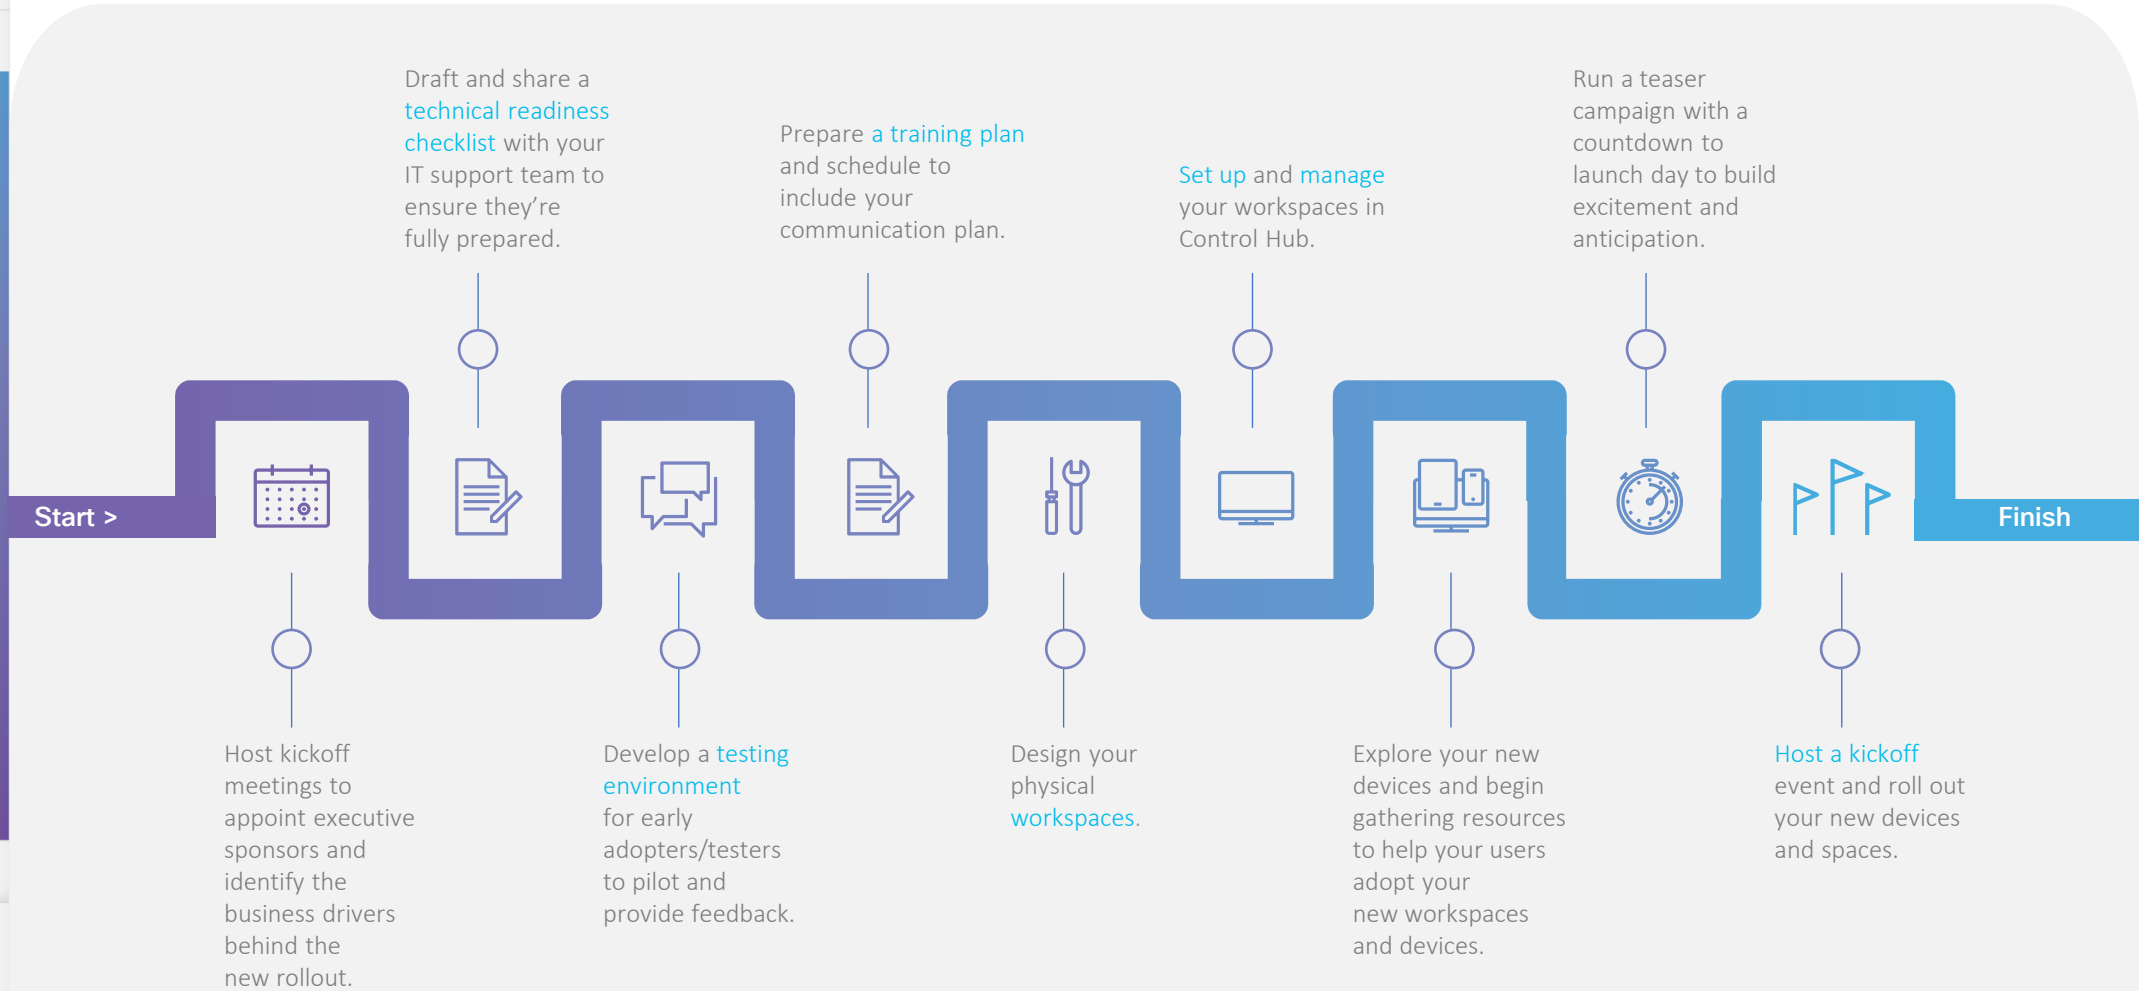 Start >
Host kickoff
meetings to
appoint executive
sponsors and
identify the
business drivers
behind the
new rollout.
Draft and share a
technical readiness
checklist with your
IT support team to
ensure they’re
fully prepared.
Develop a testing
environment
for early
adopters/testers
to pilot and
provide feedback.
Prepare a training plan
and schedule to
include your
communication plan.
Design your
physical
workspaces.
Set up and manage
your workspaces in
Control Hub.
Explore your new
devices and begin
gathering resources
to help your users
adopt your
new workspaces
and devices.
Run a teaser
campaign with a
countdown to
launch day to build
excitement and
anticipation.
Host a kickoff
event and roll out
your new devices
and spaces.
Finish